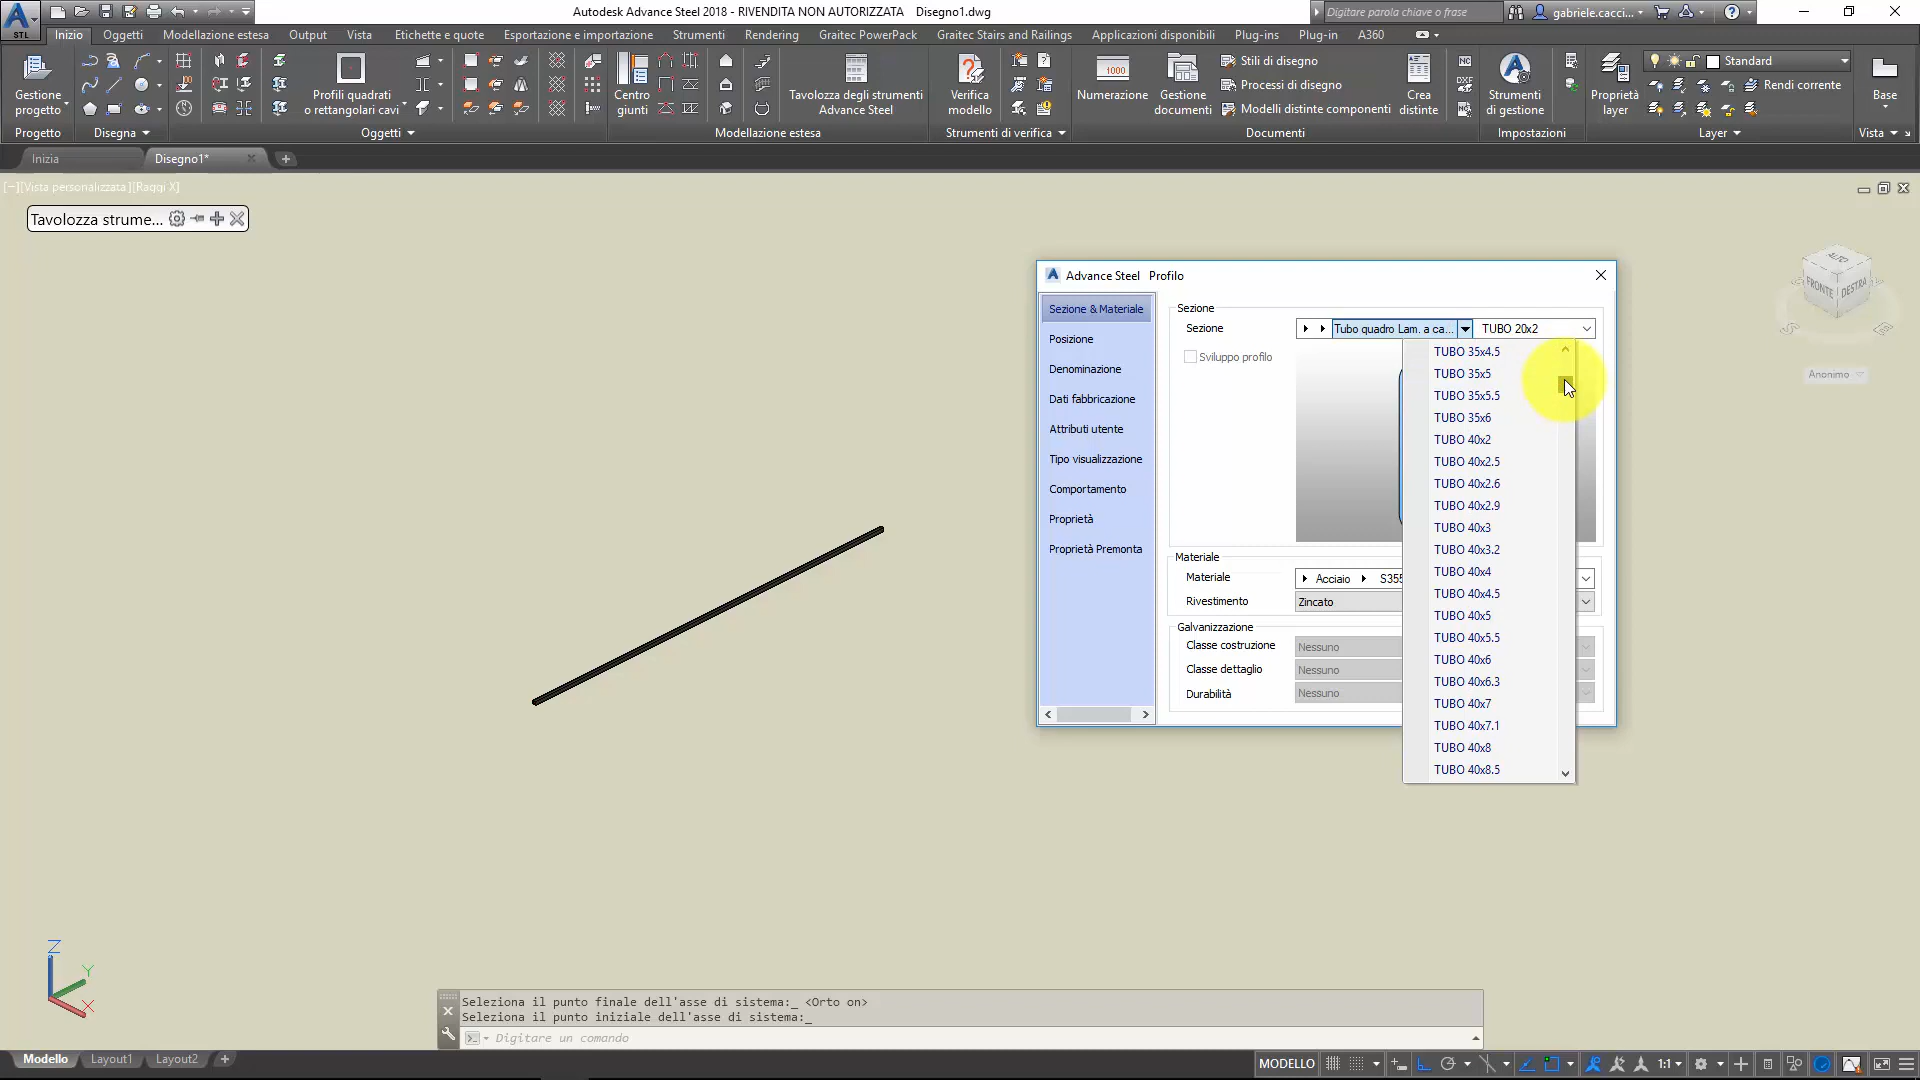 Autodesk Advance Steel 2018 - RIVENDITA NON AUTORIZZATA Disegno1.dwg
Digitare parola chiave o frase
gabriele.cacci...
STL
Inizio Oggetti Modellazione estesa Output Vista Etichette e quote Esportazione e importazione Strumenti Rendering Graitec PowerPack Graitec Stairs and Railings Applicazioni disponibili Plug-ins Plug-in A360
Gestione
progetto
Profili quadrati
o rettangolari cavi
Centro
giunti
Tavolozza degli strumenti
Advance Steel
Verifica
modello
1000
Numerazione
Gestione
documenti
Stili di disegno
Processi di disegno
Modelli distinte componenti
Crea
distinte
NC
DXF
Strumenti
di gestione
Proprietà
layer
Standard
Rendi corrente
Base
Progetto Disegna Oggetti Modellazione estesa Strumenti di verifica Documenti Impostazioni Layer Vista
Inizia Disegno1*
[−][Vista personalizzata][Raggi X]
Tavolozza strume...
ALTO
FRONTE
DESTRA
S
E
Anonimo
Advance Steel Profilo
Sezione & Materiale
Posizione
Denominazione
Dati fabbricazione
Attributi utente
Tipo visualizzazione
Comportamento
Proprietà
Proprietà Premonta
Sezione
Sezione Tubo quadro Lam. a ca... TUBO 20x2
Sviluppo profilo
TUBO 35x4.5
TUBO 35x5
TUBO 35x5.5
TUBO 35x6
TUBO 40x2
TUBO 40x2.5
TUBO 40x2.6
TUBO 40x2.9
TUBO 40x3
TUBO 40x3.2
TUBO 40x4
TUBO 40x4.5
TUBO 40x5
TUBO 40x5.5
TUBO 40x6
TUBO 40x6.3
TUBO 40x7
TUBO 40x7.1
TUBO 40x8
TUBO 40x8.5
Materiale
Materiale Acciaio S355
Rivestimento Zincato
Galvanizzazione
Classe costruzione Nessuno
Classe dettaglio Nessuno
Durabilità Nessuno
Z
Y
X
Seleziona il punto finale dell'asse di sistema:_ <Orto on>
Seleziona il punto iniziale dell'asse di sistema:_
Digitare un comando
Modello Layout1 Layout2
MODELLO
1:1